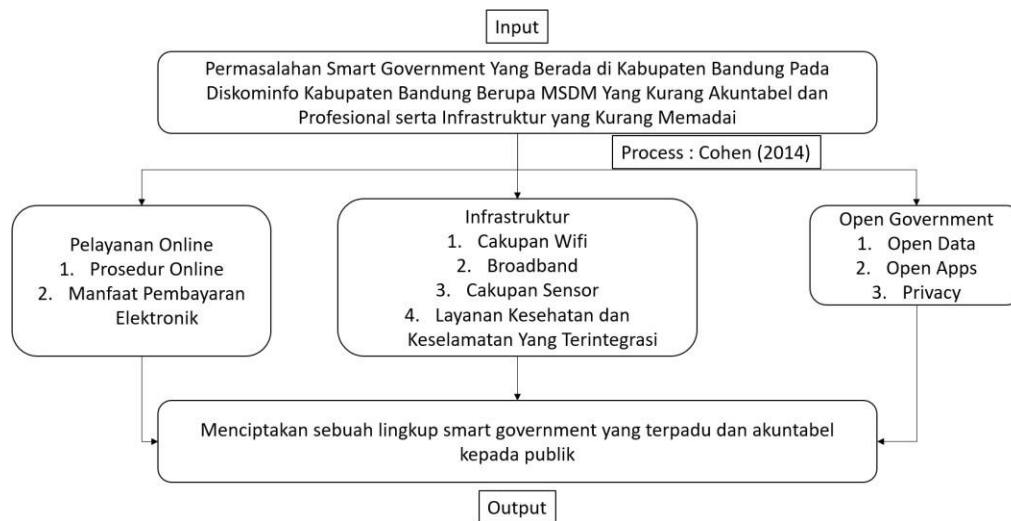 Input
Permasalahan Smart Government Yang Berada di Kabupaten Bandung Pada
Diskominfo Kabupaten Bandung Berupa MSDM Yang Kurang Akuntabel dan
Profesional serta Infrastruktur yang Kurang Memadai
Process : Cohen (2014)
Pelayanan Online
1. Prosedur Online
2. Manfaat Pembayaran
Elektronik
Infrastruktur
1. Cakupan Wifi
2. Broadband
3. Cakupan Sensor
4. Layanan Kesehatan dan
Keselamatan Yang Terintegrasi
Open Government
1. Open Data
2. Open Apps
3. Privacy
Menciptakan sebuah lingkup smart government yang terpadu dan akuntabel
kepada publik
Output